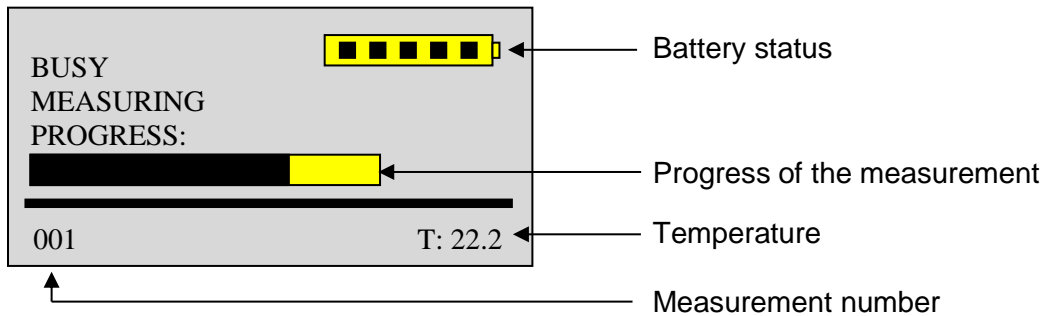 Battery status
BUSY
MEASURING
PROGRESS:
Progress of the measurement
001
T: 22.2
Temperature
Measurement number